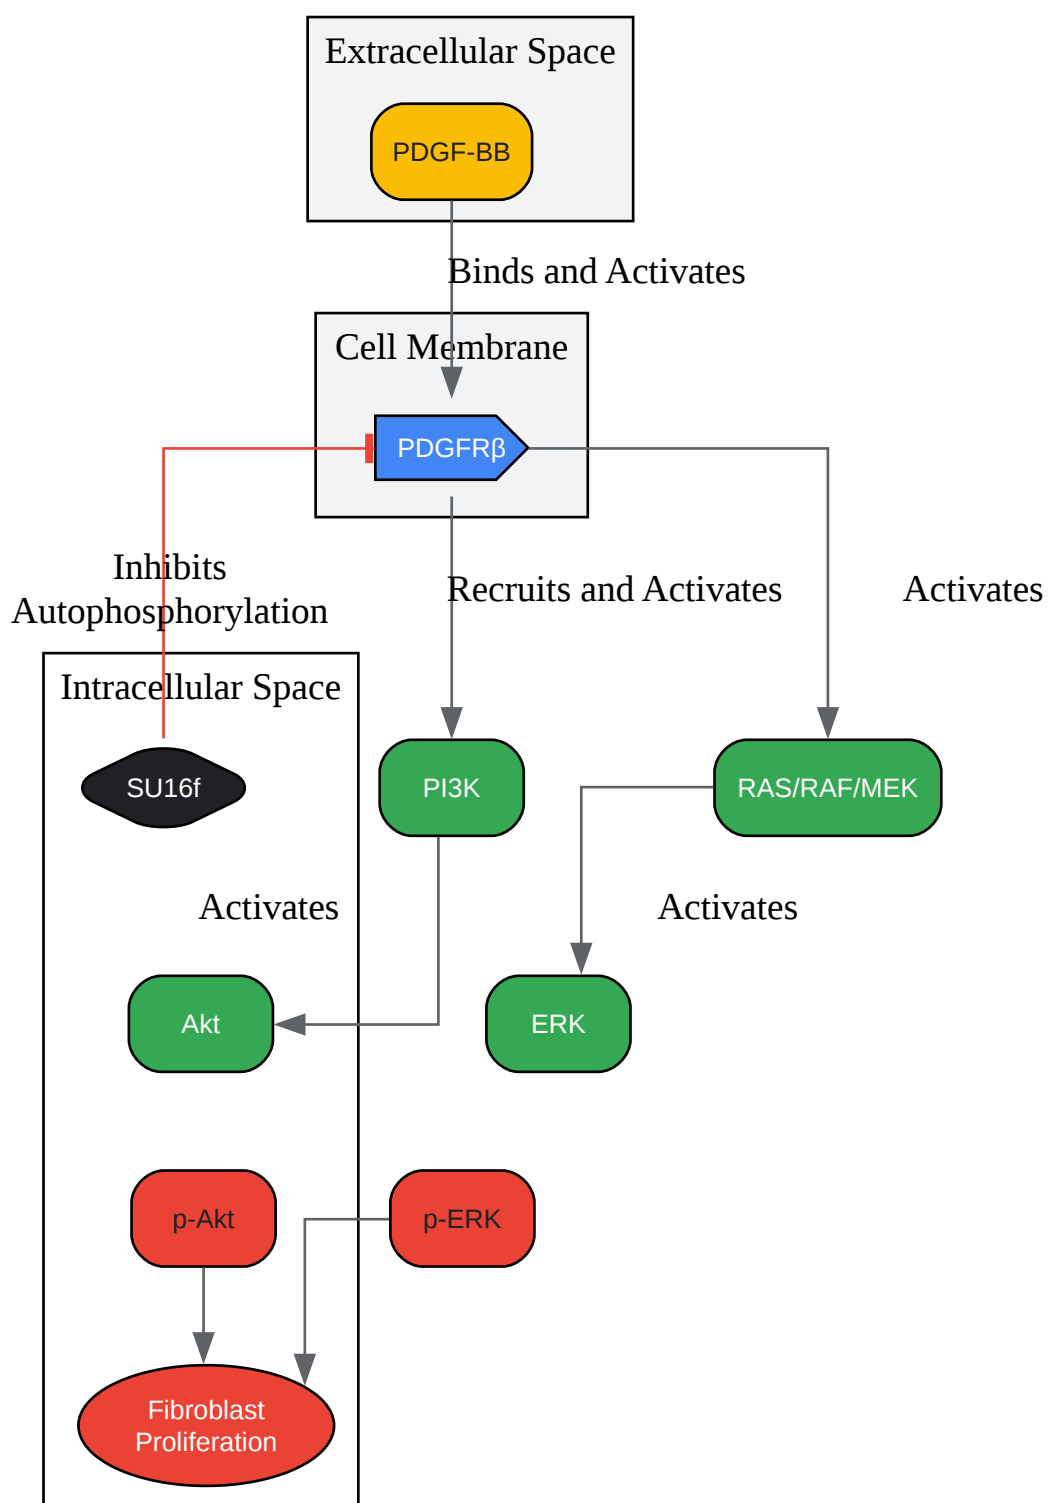 Extracellular Space
PDGF-BB
Binds and Activates
Cell Membrane
PDGFRβ
Inhibits
Autophosphorylation
Recruits and Activates
Activates
Intracellular Space
SU16f
PI3K
RAS/RAF/MEK
Activates
Activates
Akt
ERK
p-Akt
p-ERK
Fibroblast
Proliferation